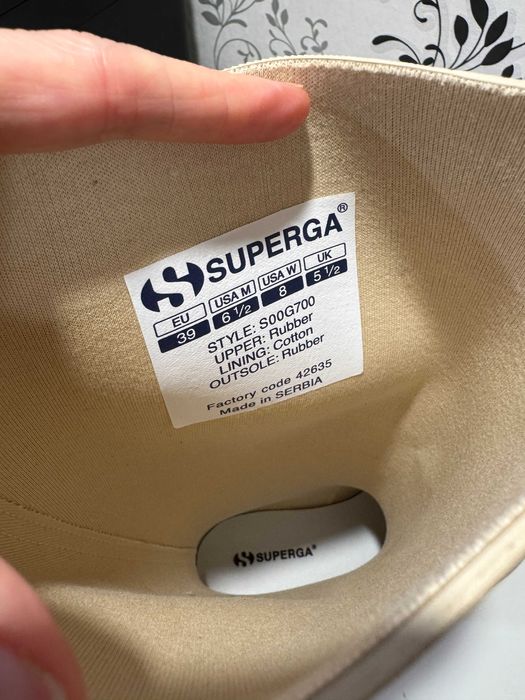 SUPERGA®
EU USA M USA W UK
39 6 1/2 8 5 1/2
STYLE: S00G700
UPPER: Rubber
LINING: Cotton
OUTSOLE: Rubber
Factory code 42635
Made in SERBIA
SUPERGA®